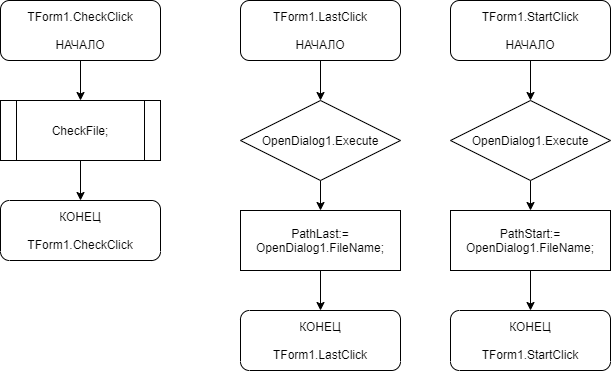 TForm1.CheckClick
НАЧАЛО
CheckFile;
КОНЕЦ
TForm1.CheckClick
TForm1.LastClick
НАЧАЛО
OpenDialog1.Execute
PathLast:=
OpenDialog1.FileName;
КОНЕЦ
TForm1.LastClick
TForm1.StartClick
НАЧАЛО
OpenDialog1.Execute
PathStart:=
OpenDialog1.FileName;
КОНЕЦ
TForm1.StartClick